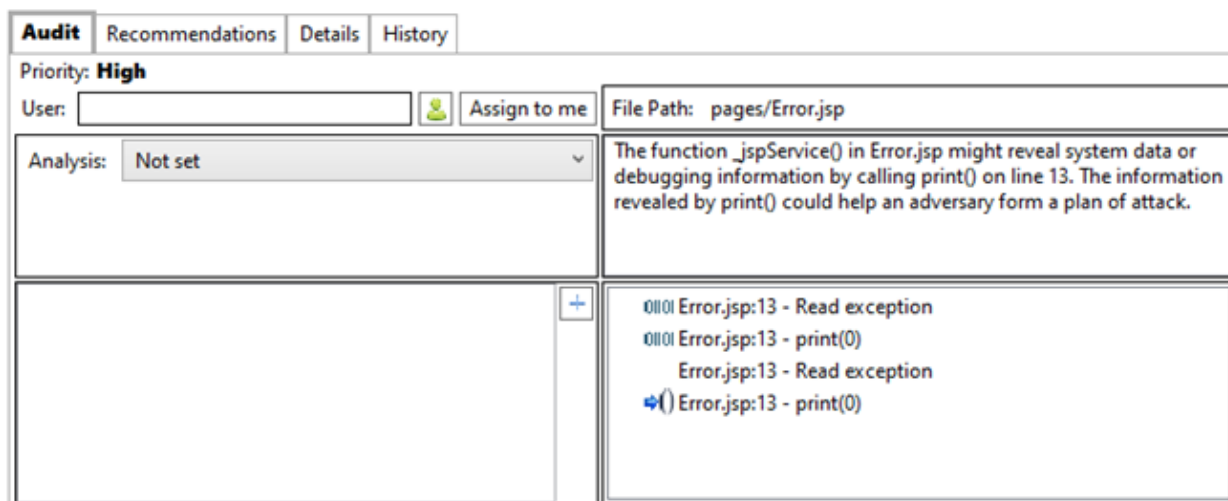 Audit Recommendations Details History
Priority: High
User: Assign to me
File Path: pages/Error.jsp
Analysis: Not set
The function _jspService() in Error.jsp might reveal system data or
debugging information by calling print() on line 13. The information
revealed by print() could help an adversary form a plan of attack.
Error.jsp:13 - Read exception
Error.jsp:13 - print(0)
Error.jsp:13 - Read exception
Error.jsp:13 - print(0)